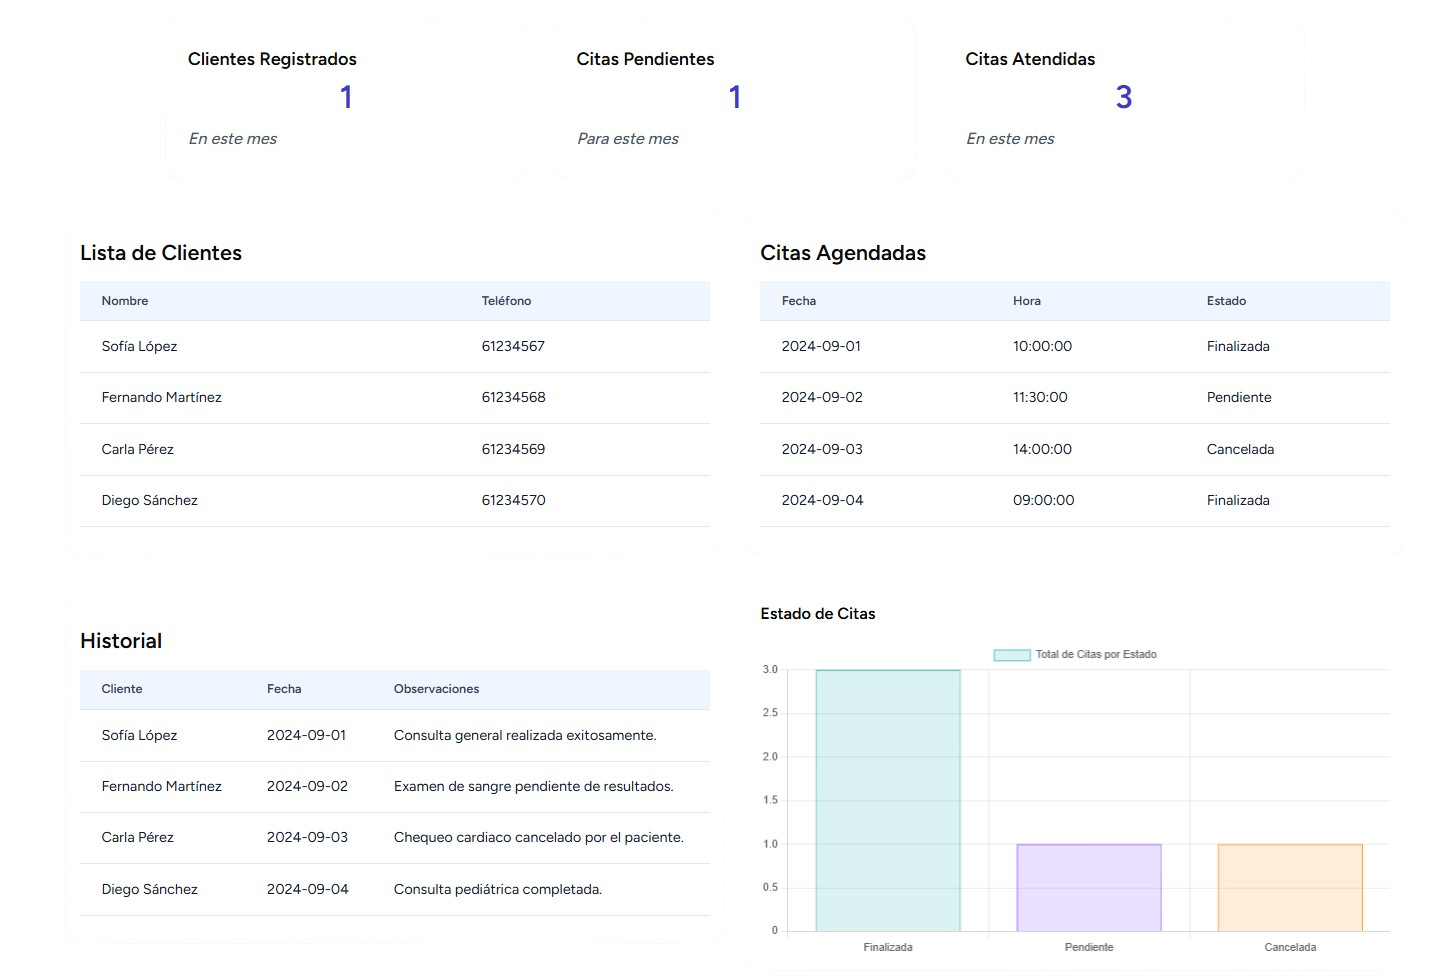 Clientes Registrados
1
En este mes
Citas Pendientes
1
Para este mes
Citas Atendidas
3
En este mes
Lista de Clientes
Nombre Teléfono
Sofía López 61234567
Fernando Martínez 61234568
Carla Pérez 61234569
Diego Sánchez 61234570
Citas Agendadas
Fecha Hora Estado
2024-09-01 10:00:00 Finalizada
2024-09-02 11:30:00 Pendiente
2024-09-03 14:00:00 Cancelada
2024-09-04 09:00:00 Finalizada
Historial
Cliente Fecha Observaciones
Sofía López 2024-09-01 Consulta general realizada exitosamente.
Fernando Martínez 2024-09-02 Examen de sangre pendiente de resultados.
Carla Pérez 2024-09-03 Chequeo cardiaco cancelado por el paciente.
Diego Sánchez 2024-09-04 Consulta pediátrica completada.
Estado de Citas
Total de Citas por Estado
3.0
2.5
2.0
1.5
1.0
0.5
0
Finalizada Pendiente Cancelada